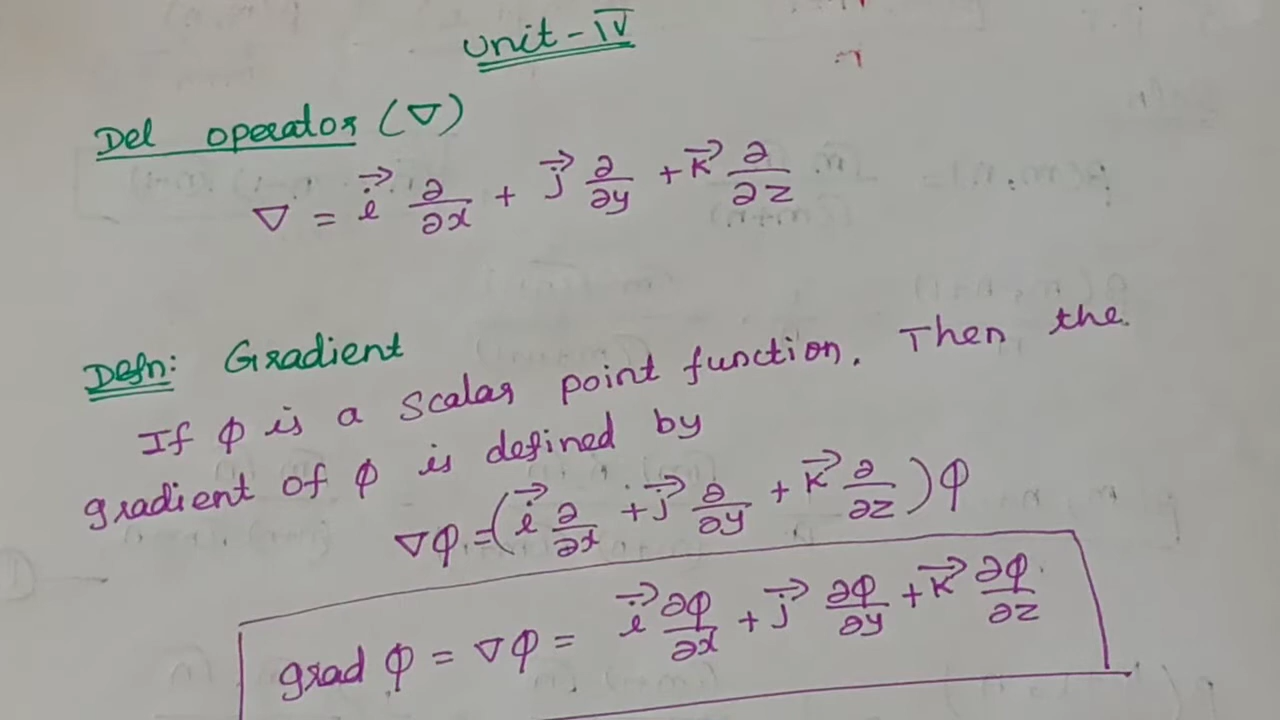 Unit-IV
Del operator (∇)
∇ = i⃗ ∂/∂x + j⃗ ∂/∂y + k⃗ ∂/∂z
Defn: Gradient
If φ is a scalar point function. Then the
gradient of φ is defined by
∇φ = (i⃗ ∂/∂x + j⃗ ∂/∂y + k⃗ ∂/∂z) φ
grad φ = ∇φ = i⃗ ∂φ/∂x + j⃗ ∂φ/∂y + k⃗ ∂φ/∂z